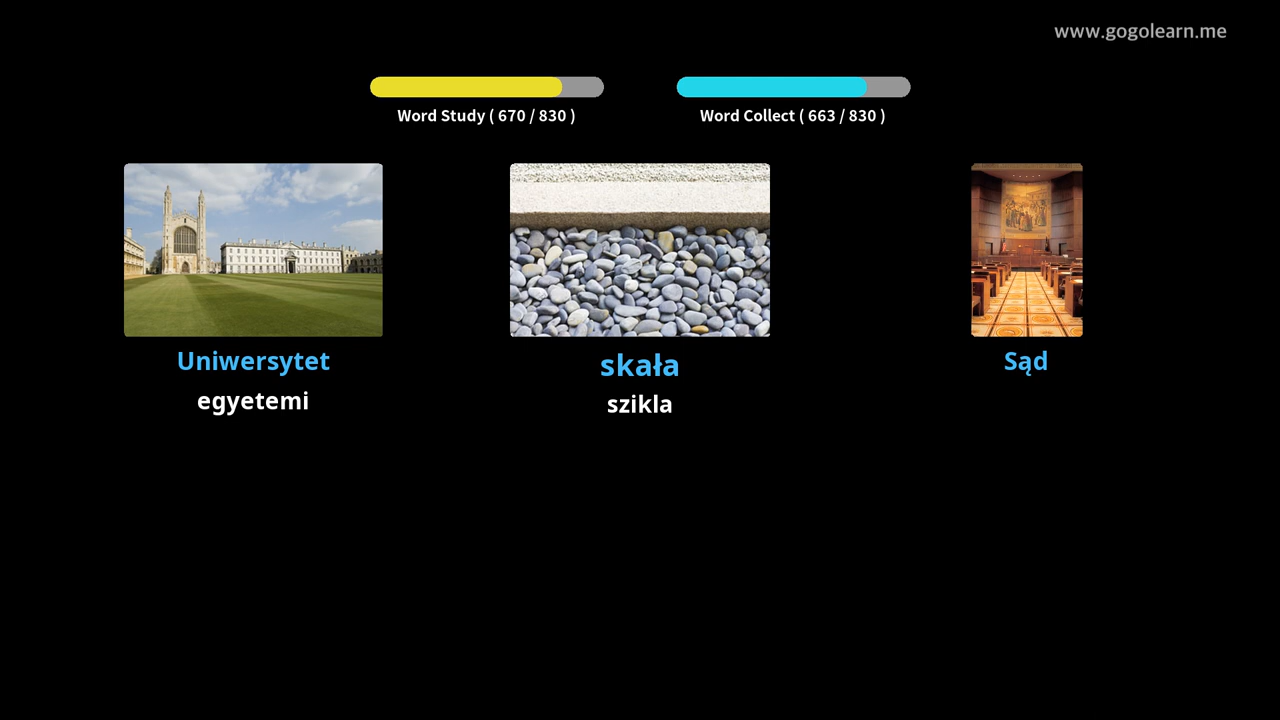 www.gogolearn.me
Word Study ( 670 / 830 )
Word Collect ( 663 / 830 )
Uniwersytet
egyetemi
skała
szikla
Sąd